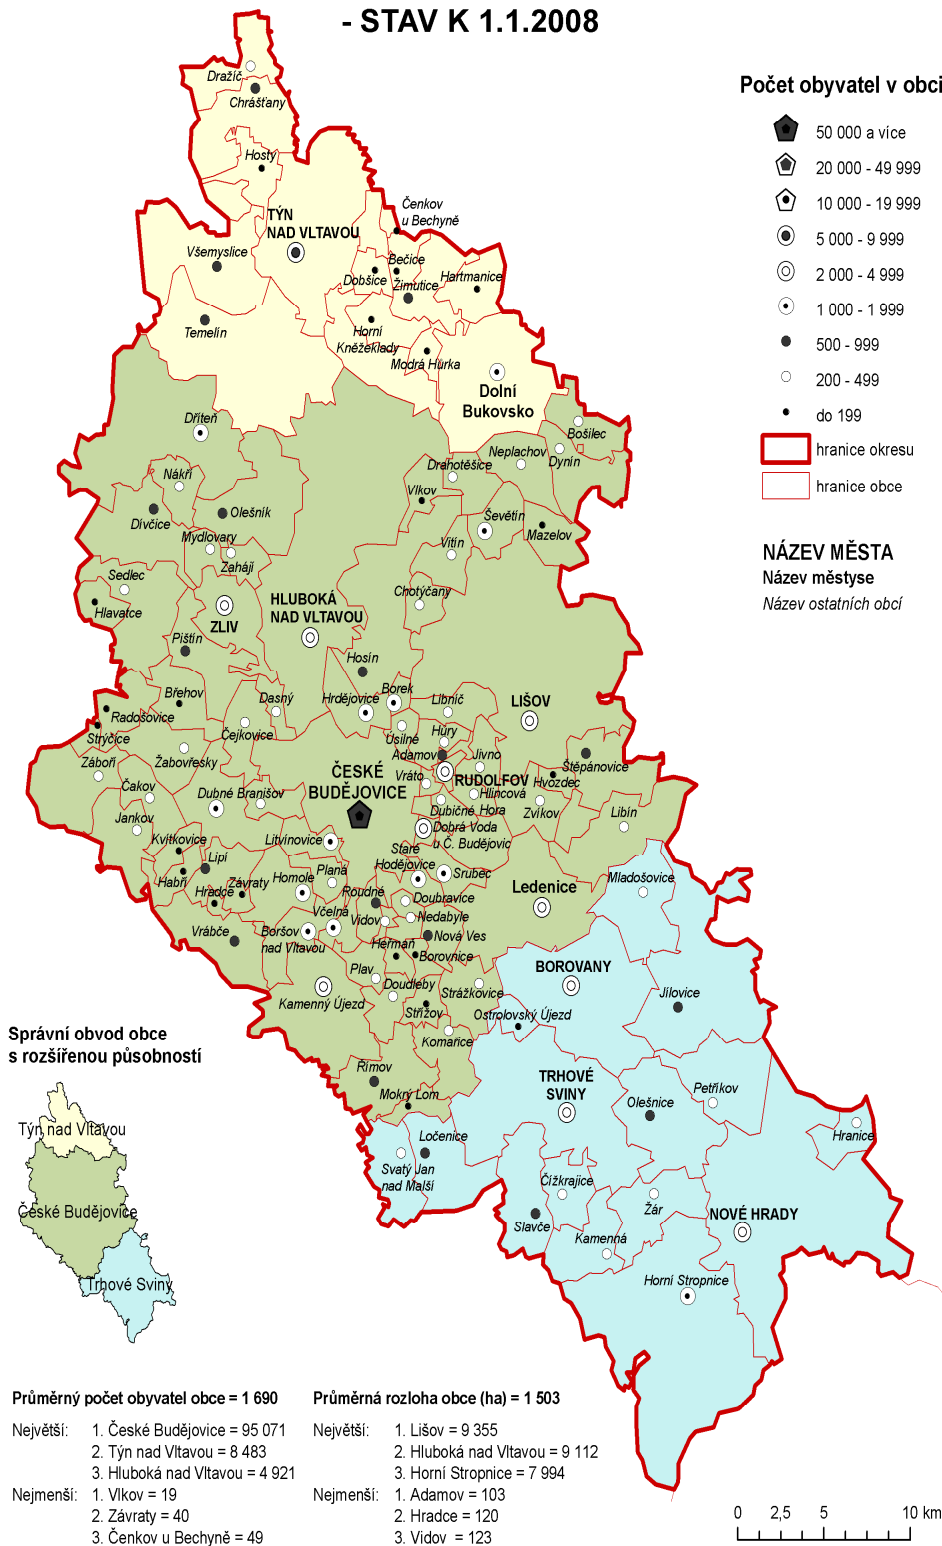 - STAV K 1.1.2008
Počet obyvatel v obci
50 000 a více
20 000 - 49 999
10 000 - 19 999
5 000 - 9 999
2 000 - 4 999
1 000 - 1 999
500 - 999
200 - 499
do 199
hranice okresu
hranice obce
NÁZEV MĚSTA
Název městyse
Název ostatních obcí
Dražíč
Chrášťany
Hosty
TÝN
NAD VLTAVOU
Čenkov
u Bechyně
Všemyslice
Bečice
Dobšice
Žimutice
Hartmanice
Temelín
Horní
Kněžeklady
Modrá Hůrka
Dolní
Bukovsko
Dříteň
Bošilec
Neplachov
Dynín
Drahotěšice
Nákří
Vlkov
Olešník
Dívčice
Ševětín
Mazelov
Mydlovary
Zahájí
Vitín
Sedlec
Chotýčany
Hlavatce
ZLIV
HLUBOKÁ
NAD VLTAVOU
Pištín
Hosín
Břehov
Dasný
Hrdějovice
Borek
Libníč
LIŠOV
Radošovice
Strýčice
Čejkovice
Úsilné
Hůry
Záboří
Žabovřesky
Adamov
Jivno
Štěpánovice
ČESKÉ
BUDĚJOVICE
Vráto
RUDOLFOV
Hvozdec
Čakov
Dubné
Branišov
Hlincová
Hora
Dubičné
Zvíkov
Libín
Jankov
Dobrá Voda
u Č. Budějovic
Kvítkovice
Litvínovice
Staré
Hodějovice
Lipí
Habří
Srubec
Mladošovice
Hradce
Závraty
Homole
Planá
Roudné
Ledenice
Doubravice
Včelná
Vidov
Nedabyle
Vrábče
Boršov
nad Vltavou
Nová Ves
Heřmaň
Borovnice
BOROVANY
Plav
Doudleby
Strážkovice
Kamenný Újezd
Jílovice
Střížov
Ostrolovský Újezd
Komařice
Římov
TRHOVÉ
SVINY
Petříkov
Mokrý Lom
Olešnice
Ločenice
Hranice
Svatý Jan
nad Malší
Čížkrajice
Žár
Slavče
NOVÉ HRADY
Kamenná
Horní Stropnice
Správní obvod obce
s rozšířenou působností
Týn nad Vltavou
České Budějovice
Trhové Sviny
Průměrný počet obyvatel obce = 1 690
Největší: 1. České Budějovice = 95 071
2. Týn nad Vltavou = 8 483
3. Hluboká nad Vltavou = 4 921
Nejmenší: 1. Vlkov = 19
2. Závraty = 40
3. Čenkov u Bechyně = 49
Průměrná rozloha obce (ha) = 1 503
Největší: 1. Lišov = 9 355
2. Hluboká nad Vltavou = 9 112
3. Horní Stropnice = 7 994
Nejmenší: 1. Adamov = 103
2. Hradce = 120
3. Vidov = 123
0 2,5 5 10 km